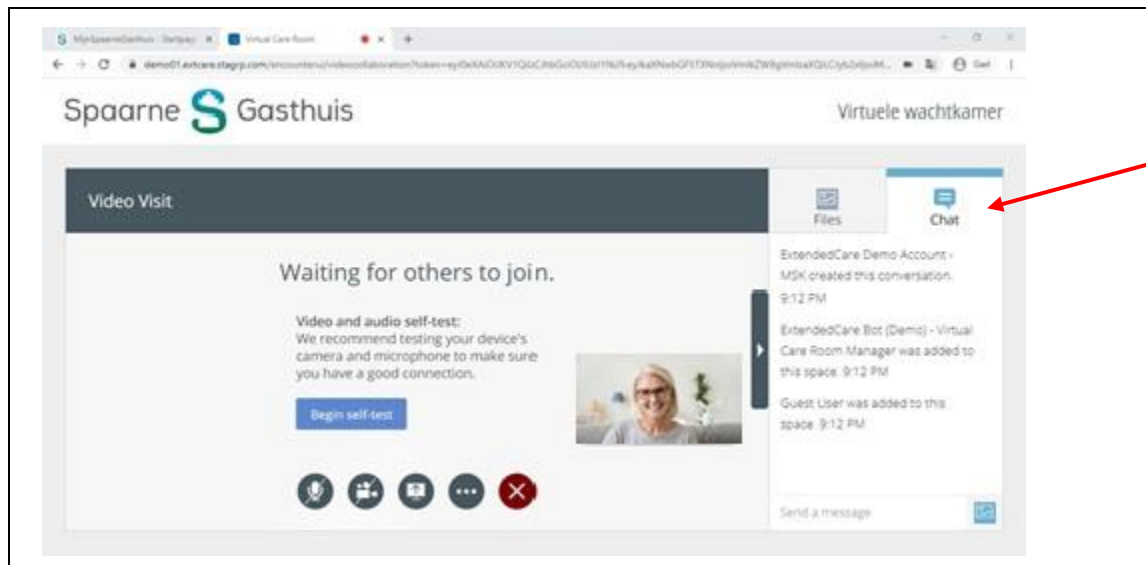 Virtual Care Room
Spaarne Gasthuis
Virtuele wachtkamer
Video Visit
Files
Chat
Waiting for others to join.
Video and audio self-test:
We recommend testing your device's
camera and microphone to make sure
you have a good connection.
Begin self-test
ExtendedCare Demo Account -
MSK created this conversation.
9:12 PM
ExtendedCare Bot (Demo) - Virtual
Care Room Manager was added to
this space. 9:12 PM
Guest User was added to this
space. 9:12 PM
Send a message